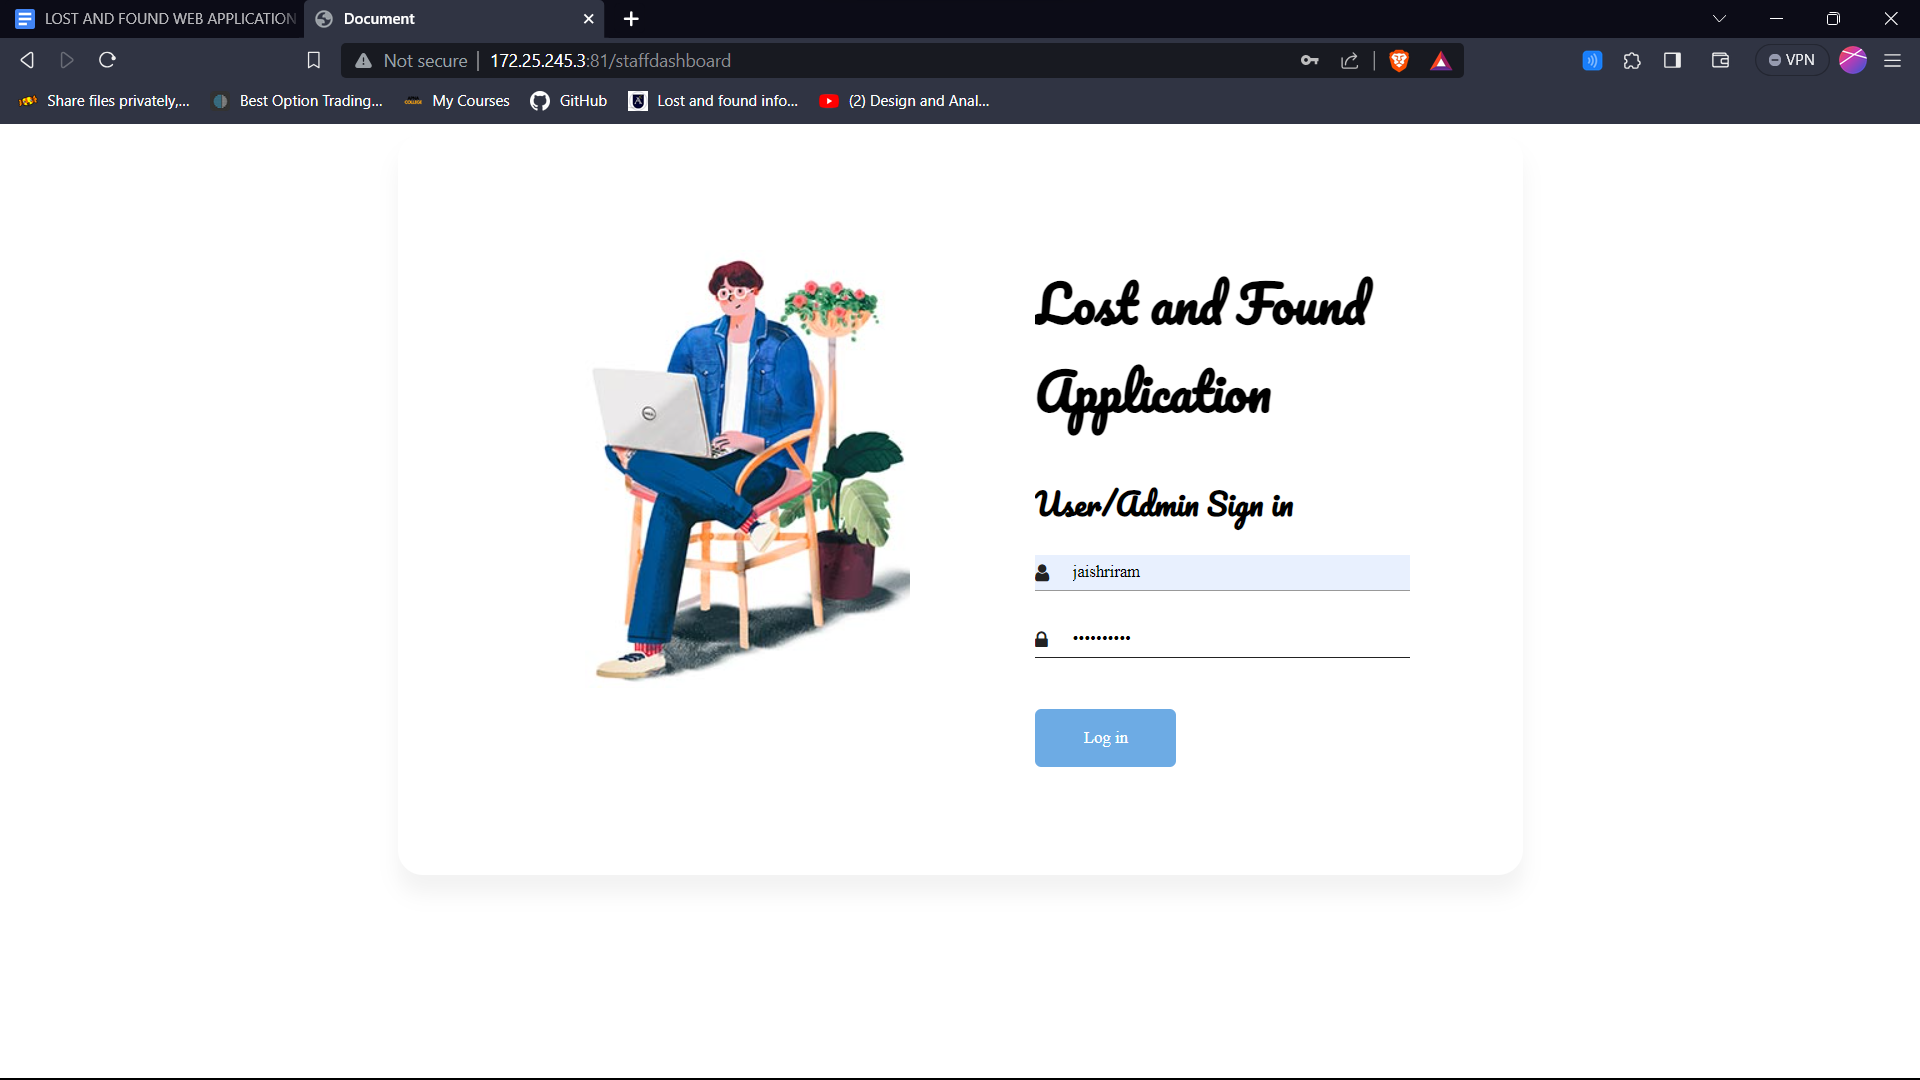 LOST AND FOUND WEB APPLICATION
Document
Not secure
172.25.245.3:81/staffdashboard
VPN
Share files privately,...
Best Option Trading...
My Courses
GitHub
Lost and found info...
(2) Design and Anal...
Lost and Found
Application
User/Admin Sign in
jaishriram
••••••••••
Log in